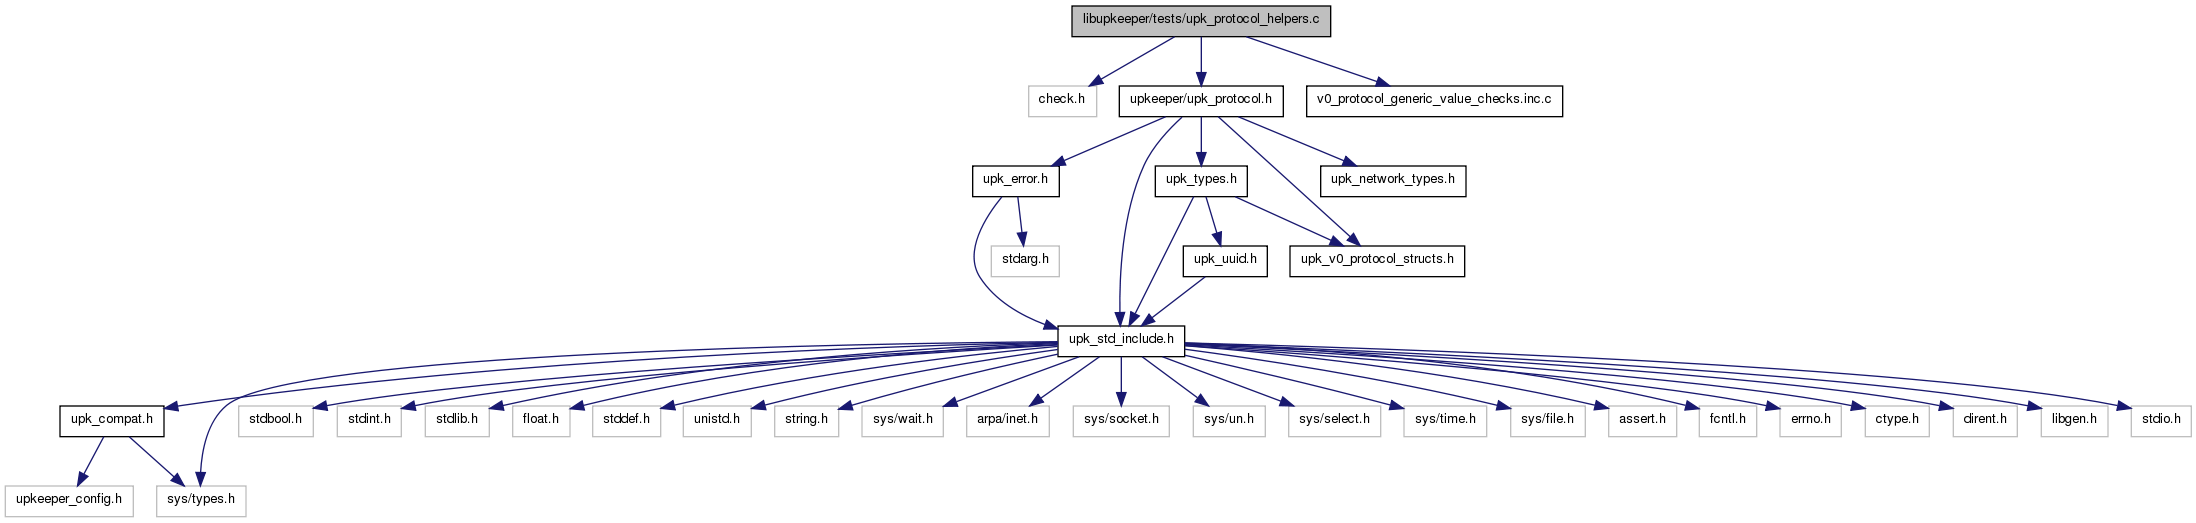 libupkeeper/tests/upk_protocol_helpers.c
check.h
upkeeper/upk_protocol.h
v0_protocol_generic_value_checks.inc.c
upk_error.h
upk_types.h
upk_network_types.h
stdarg.h
upk_uuid.h
upk_v0_protocol_structs.h
upk_std_include.h
upk_compat.h
stdbool.h
stdint.h
stdlib.h
float.h
stddef.h
unistd.h
string.h
sys/wait.h
arpa/inet.h
sys/socket.h
sys/un.h
sys/select.h
sys/time.h
sys/file.h
assert.h
fcntl.h
errno.h
ctype.h
dirent.h
libgen.h
stdio.h
upkeeper_config.h
sys/types.h